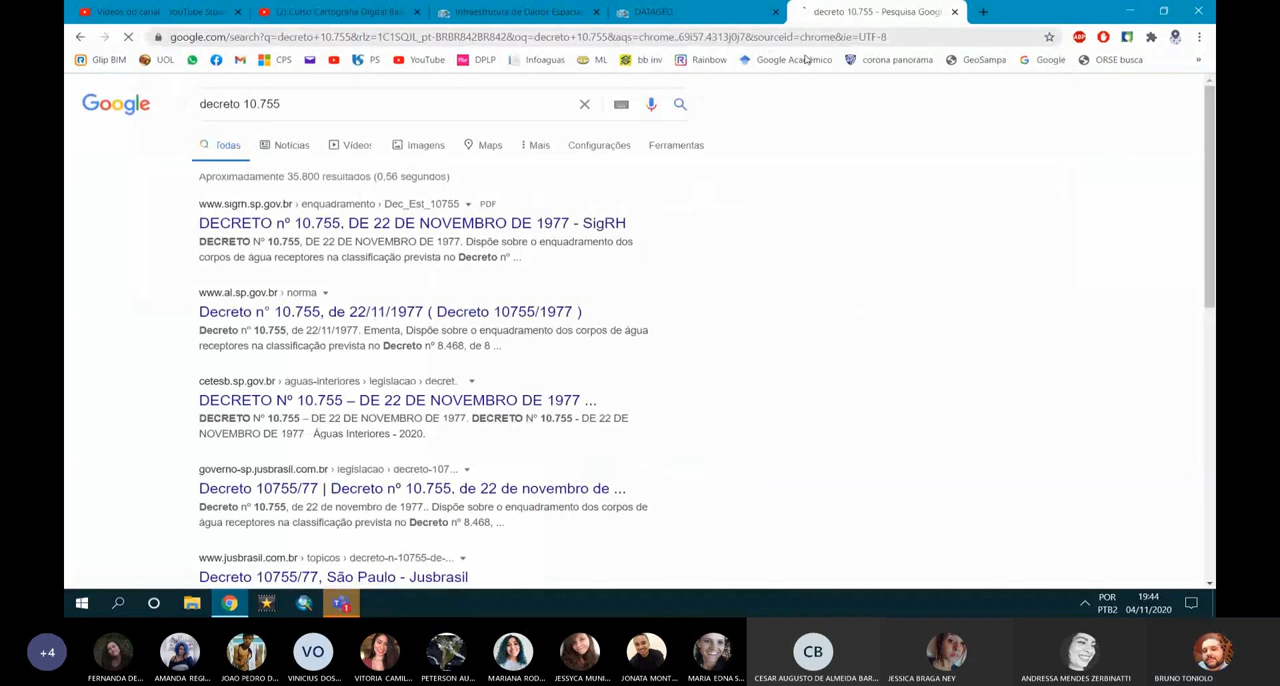 Vídeos do canal - YouTube Stu
(2) Curso Cartografia Digital Bá
Infraestrutura de Dados Espaci
DATAGEO
decreto 10.755 - Pesquisa Googl
google.com/search?q=decreto+10.755&rlz=1C1SQJL_pt-BRBR842BR842&oq=decreto+10.755&aqs=chrome..69i57.4313j0j7&sourceid=chrome&ie=UTF-8
ABP
Glip BIM UOL CPS PS YouTube DPLP Infoaguas ML bb inv Rainbow Google Acadêmico corona panorama GeoSampa Google ORSE busca »
Google
decreto 10.755
Todas Notícias Vídeos Imagens Maps Mais Configurações Ferramentas
Aproximadamente 35.800 resultados (0,56 segundos)
www.sigrh.sp.gov.br › enquadramento › Dec_Est_10755 PDF
DECRETO nº 10.755, DE 22 DE NOVEMBRO DE 1977 - SigRH
DECRETO Nº 10.755, DE 22 DE NOVEMBRO DE 1977. Dispõe sobre o enquadramento dos
corpos de água receptores na classificação prevista no Decreto nº ...
www.al.sp.gov.br › norma
Decreto n° 10.755, de 22/11/1977 ( Decreto 10755/1977 )
Decreto nº 10.755, de 22/11/1977. Ementa, Dispõe sobre o enquadramento dos corpos de água
receptores na classificação prevista no Decreto nº 8.468, de 8 ...
cetesb.sp.gov.br › aguas-interiores › legislacao › decret.
DECRETO Nº 10.755 – DE 22 DE NOVEMBRO DE 1977 ...
DECRETO Nº 10.755 – DE 22 DE NOVEMBRO DE 1977. DECRETO Nº 10.755 - DE 22 DE
NOVEMBRO DE 1977 Águas Interiores - 2020.
governo-sp.jusbrasil.com.br › legislacao › decreto-107...
Decreto 10755/77 | Decreto nº 10.755, de 22 de novembro de ...
Decreto nº 10.755, de 22 de novembro de 1977.. Dispõe sobre o enquadramento dos corpos de
água receptores na classificação prevista no Decreto nº 8.468, ...
www.jusbrasil.com.br › topicos › decreto-n-10755-de-...
Decreto 10755/77, São Paulo - Jusbrasil
1
POR
PTB2
19:44
04/11/2020
+4
VO
CB
FERNANDA DE... AMANDA REGI... JOAO PEDRO D... VINICIUS DOS... VITORIA CAMIL... PETERSON AU... MARIANA ROD... JESSYCA MUNI... JONATA MONT... MARIA EDNA S... CESAR AUGUSTO DE ALMEIDA BAR... JESSICA BRAGA NEY ANDRESSA MENDES ZERBINATTI BRUNO TONIOLO